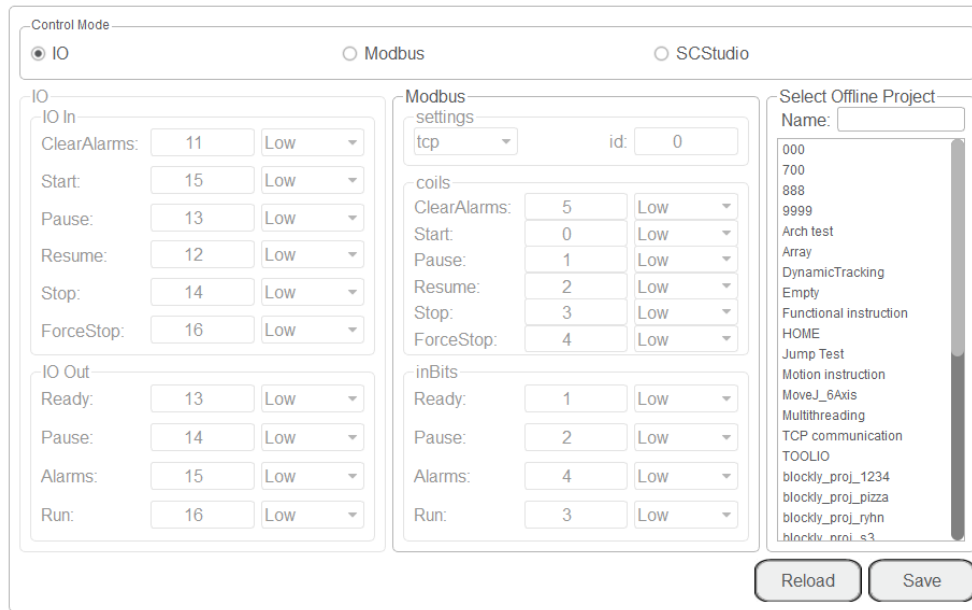 Control Mode
IO Modbus SCStudio
IO
IO In
ClearAlarms: 11 Low
Start: 15 Low
Pause: 13 Low
Resume: 12 Low
Stop: 14 Low
ForceStop: 16 Low
IO Out
Ready: 13 Low
Pause: 14 Low
Alarms: 15 Low
Run: 16 Low
Modbus
settings
tcp id: 0
coils
ClearAlarms: 5 Low
Start: 0 Low
Pause: 1 Low
Resume: 2 Low
Stop: 3 Low
ForceStop: 4 Low
inBits
Ready: 1 Low
Pause: 2 Low
Alarms: 4 Low
Run: 3 Low
Select Offline Project
Name:
000
700
888
9999
Arch test
Array
DynamicTracking
Empty
Functional instruction
HOME
Jump Test
Motion instruction
MoveJ_6Axis
Multithreading
TCP communication
TOOLIO
blockly_proj_1234
blockly_proj_pizza
blockly_proj_ryhn
blockly_proj_s3
Reload Save